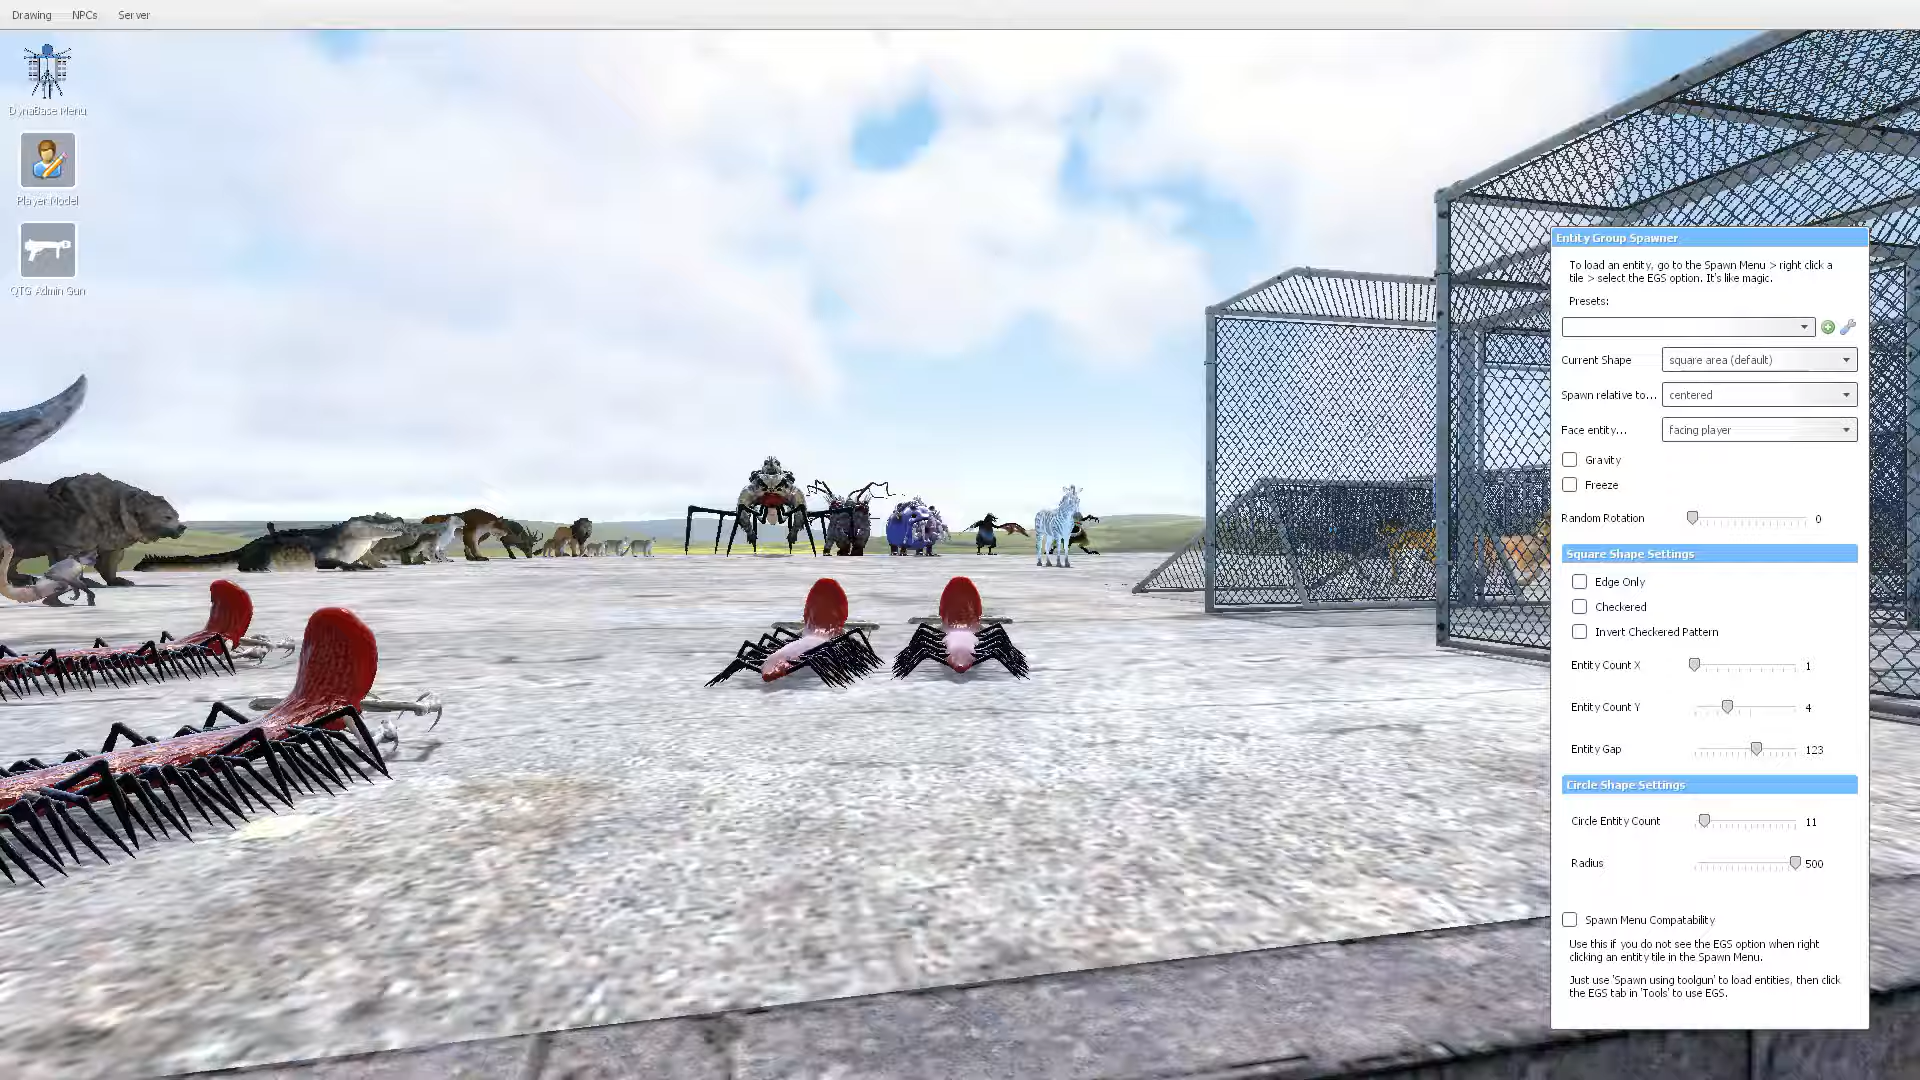 Drawing NPCs Server
DynaBase Menu
Player Model
QTG Admin Gun
Entity Group Spawner
To load an entity, go to the Spawn Menu > right click a
tile > select the EGS option. It's like magic.
Presets:
Current Shape square area (default)
Spawn relative to... centered
Face entity... facing player
Gravity
Freeze
Random Rotation 0
Square Shape Settings
Edge Only
Checkered
Invert Checkered Pattern
Entity Count X 1
Entity Count Y 4
Entity Gap 123
Circle Shape Settings
Circle Entity Count 11
Radius 500
Spawn Menu Compatability
Use this if you do not see the EGS option when right
clicking an entity tile in the Spawn Menu.
Just use 'Spawn using toolgun' to load entities, then click
the EGS tab in 'Tools' to use EGS.